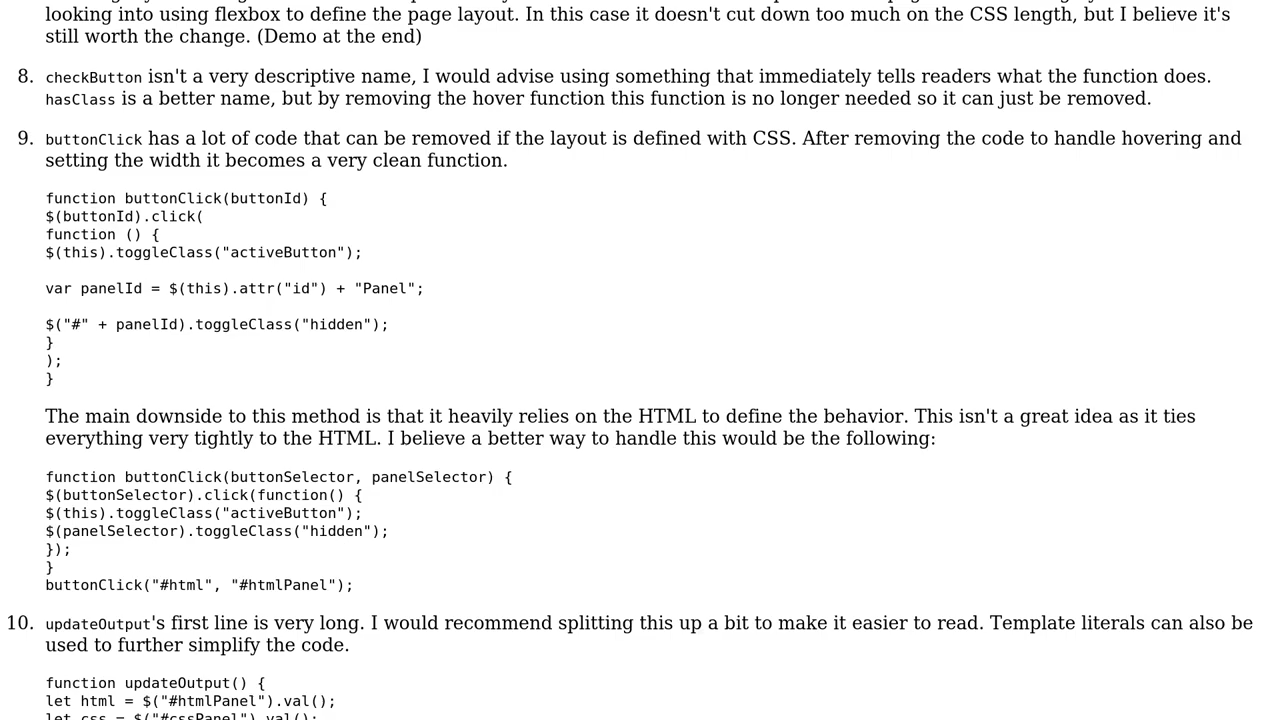 looking into using flexbox to define the page layout. In this case it doesn't cut down too much on the CSS length, but I believe it's
still worth the change. (Demo at the end)
8. checkButton isn't a very descriptive name, I would advise using something that immediately tells readers what the function does.
hasClass is a better name, but by removing the hover function this function is no longer needed so it can just be removed.
9. buttonClick has a lot of code that can be removed if the layout is defined with CSS. After removing the code to handle hovering and
setting the width it becomes a very clean function.
function buttonClick(buttonId) {
$(buttonId).click(
function () {
$(this).toggleClass("activeButton");
var panelId = $(this).attr("id") + "Panel";
$("#" + panelId).toggleClass("hidden");
}
);
}
The main downside to this method is that it heavily relies on the HTML to define the behavior. This isn't a great idea as it ties
everything very tightly to the HTML. I believe a better way to handle this would be the following:
function buttonClick(buttonSelector, panelSelector) {
$(buttonSelector).click(function() {
$(this).toggleClass("activeButton");
$(panelSelector).toggleClass("hidden");
});
}
buttonClick("#html", "#htmlPanel");
10. updateOutput's first line is very long. I would recommend splitting this up a bit to make it easier to read. Template literals can also be
used to further simplify the code.
function updateOutput() {
let html = $("#htmlPanel").val();
let css = $("#cssPanel").val();